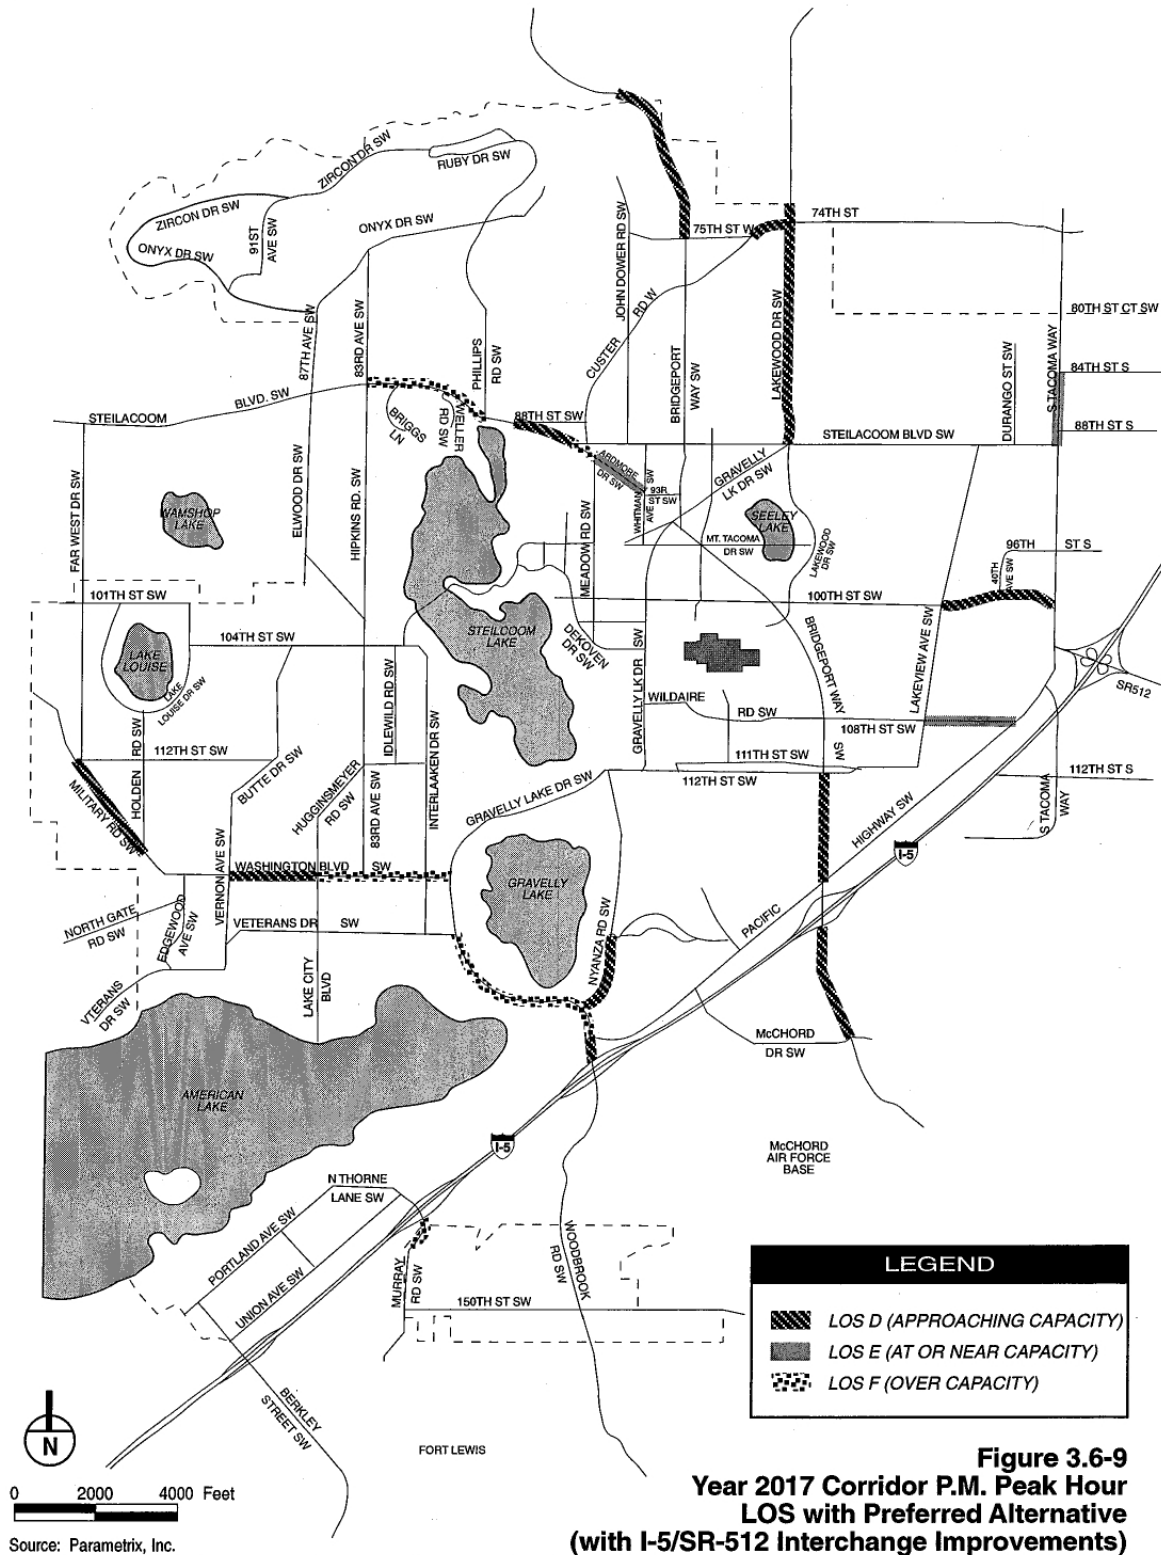 ZIRCON DR SW
RUBY DR SW
ZIRCON DR SW
91ST
AVE SW
ONYX DR SW
ONYX DR SW
JOHN DOWER RD SW
75TH ST W
74TH ST
CUSTER
RD W
BRIDGEPORT
WAY SW
LAKEWOOD DR SW
80TH ST CT SW
S TACOMA WAY
DURANGO ST SW
84TH ST S
88TH ST S
87TH AVE SW
83RD AVE SW
PHILLIPS
RD SW
STEILACOOM
BLVD. SW
BRIGGS
LN
WELLER
RD SW
88TH ST SW
STEILACOOM BLVD SW
ARDMORE
DR SW
WHITMAN
AVE SW
93R
ST SW
GRAVELLY
LK DR SW
FAR WEST DR SW
WAMSHOP
LAKE
ELWOOD DR SW
HIPKINS RD. SW
MEADOW RD SW
MT. TACOMA
DR SW
SEELEY
LAKE
LAKEWOOD
DR SW
96TH
ST S
40TH
AVE SW
101TH ST SW
100TH ST SW
104TH ST SW
LAKE
LOUISE
LAKE
LOUISE DR SW
STEILCOOM
LAKE
DEKOVEN
DR SW
GRAVELLY LK DR
SW
BRIDGEPORT WAY
SW
LAKEVIEW AVE SW
SR512
WILDAIRE
RD SW
108TH ST SW
HOLDEN
RD SW
112TH ST SW
BUTTE DR SW
IDLEWILD RD SW
INTERLAAKEN DR SW
HUGGINSMEYER
RD SW
83RD AVE SW
GRAVELLY LAKE DR SW
111TH ST SW
112TH ST SW
112TH ST S
S TACOMA
WAY
MILITARY RD SW
VERNON AVE SW
WASHINGTON BLVD
SW
GRAVELLY
LAKE
HIGHWAY SW
I-5
PACIFIC
NORTH GATE
RD SW
EDGEWOOD
AVE SW
VETERANS DR
SW
NYANZA RD SW
VTERANS
DR SW
LAKE CITY
BLVD
McCHORD
DR SW
AMERICAN
LAKE
I-5
McCHORD
AIR FORCE
BASE
N THORNE
LANE SW
PORTLAND AVE SW
UNION AVE SW
MURRAY
RD SW
WOODBROOK
RD SW
150TH ST SW
BERKLEY
STREET SW
FORT LEWIS
LEGEND
LOS D (APPROACHING CAPACITY)
LOS E (AT OR NEAR CAPACITY)
LOS F (OVER CAPACITY)
N
0 2000 4000 Feet
Source: Parametrix, Inc.
Figure 3.6-9
Year 2017 Corridor P.M. Peak Hour
LOS with Preferred Alternative
(with I-5/SR-512 Interchange Improvements)